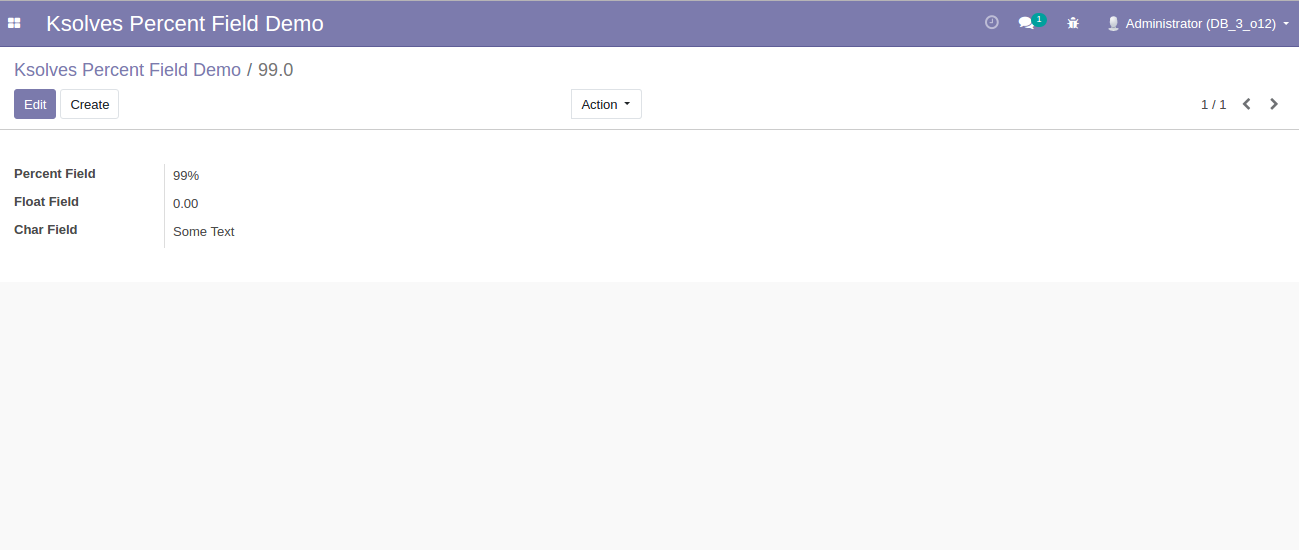 Ksolves Percent Field Demo
1
Administrator (DB_3_o12)
Ksolves Percent Field Demo / 99.0
Edit
Create
Action
1 / 1
Percent Field
99%
Float Field
0.00
Char Field
Some Text